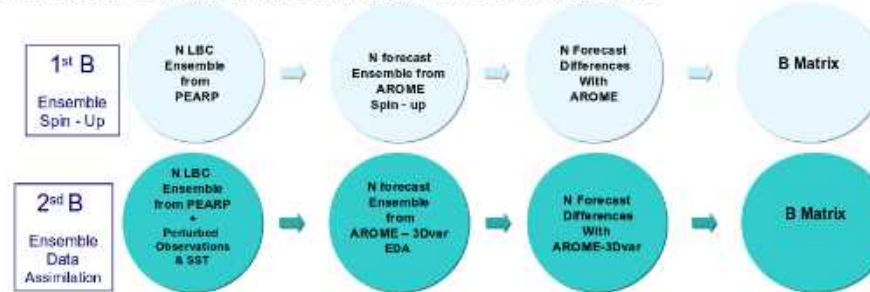 1st B
Ensemble
Spin - Up
N LBC
Ensemble
from
PEARP
N forecast
Ensemble from
AROME
Spin - up
N Forecast
Differences
With
AROME
B Matrix
2sd B
Ensemble
Data
Assimilation
N LBC
Ensemble
from PEARP
+
Perturbed
Observations
& SST
N forecast
Ensemble
from
AROME – 3Dvar
EDA
N Forecast
Differences
With
AROME-3Dvar
B Matrix